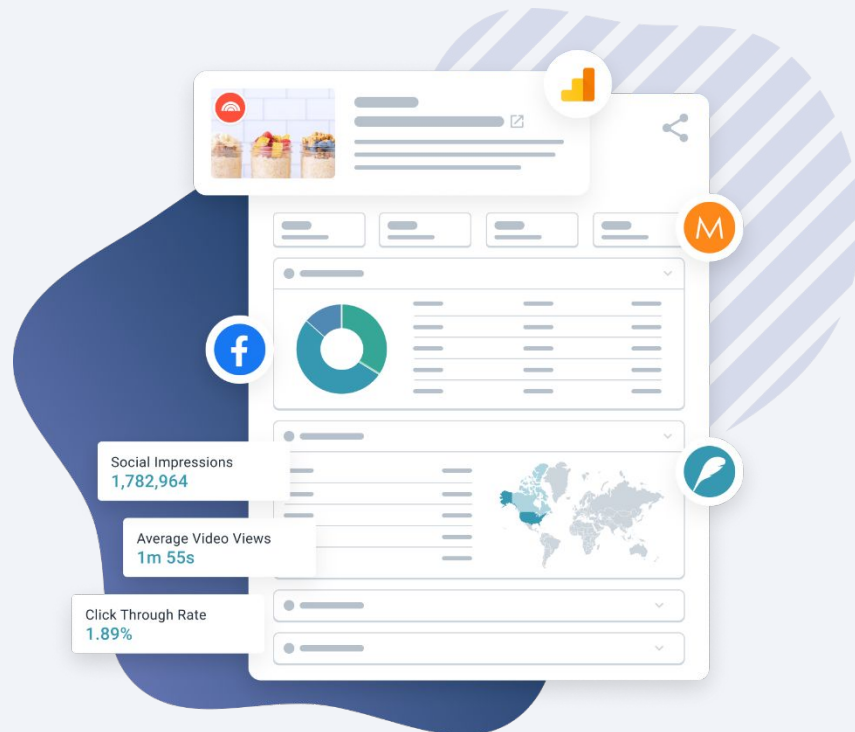 M
f
Social Impressions
1,782,964
Average Video Views
1m 55s
Click Through Rate
1.89%